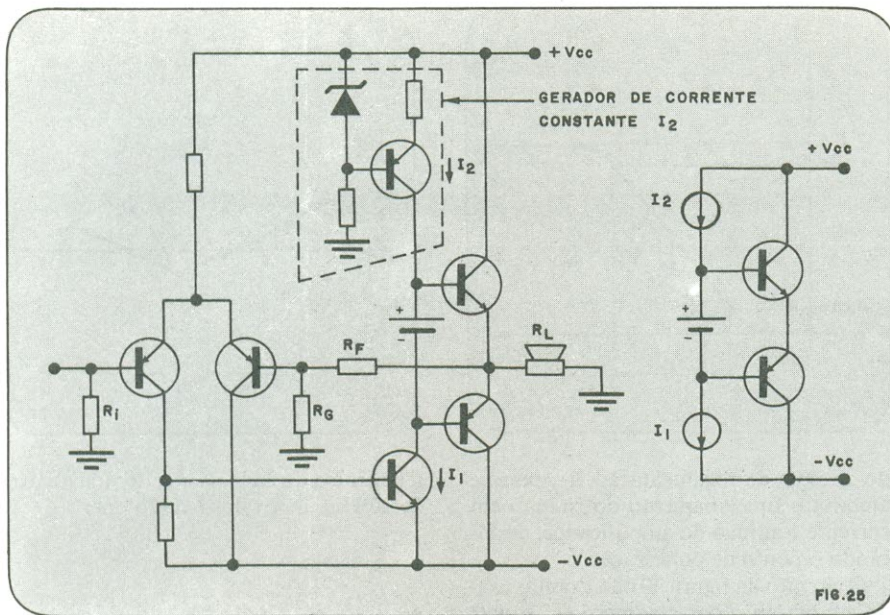 +Vcc
GERADOR DE CORRENTE
CONSTANTE I2
I2
+Vcc
I2
+
-
RL
RF
+
-
Ri
RG
I1
I1
-Vcc
-Vcc
FIG.25